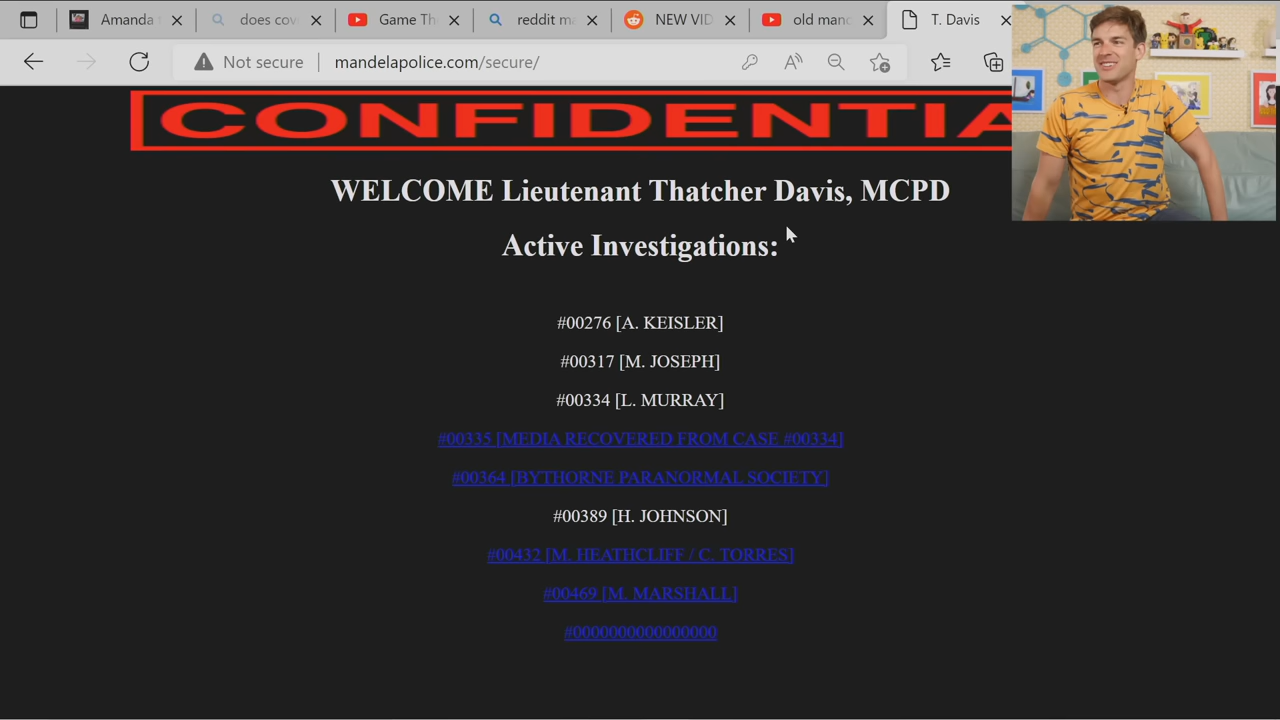 Amanda
does cov
Game Th
reddit ma
NEW VID
old mand
T. Davis
Not secure
mandelapolice.com/secure/
CONFIDENTIA
WELCOME Lieutenant Thatcher Davis, MCPD
Active Investigations:
#00276 [A. KEISLER]
#00317 [M. JOSEPH]
#00334 [L. MURRAY]
#00335 [MEDIA RECOVERED FROM CASE #00334]
#00364 [BYTHORNE PARANORMAL SOCIETY]
#00389 [H. JOHNSON]
#00432 [M. HEATHCLIFF / C. TORRES]
#00469 [M. MARSHALL]
#0000000000000000